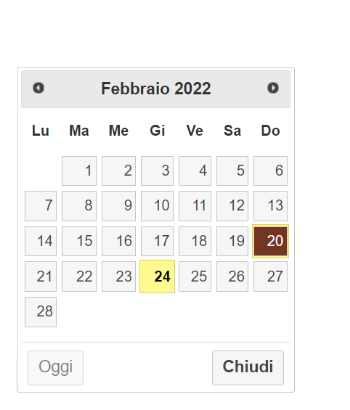 Febbraio 2022
Lu Ma Me Gi Ve Sa Do
1 2 3 4 5 6
7 8 9 10 11 12 13
14 15 16 17 18 19 20
21 22 23 24 25 26 27
28
Oggi Chiudi